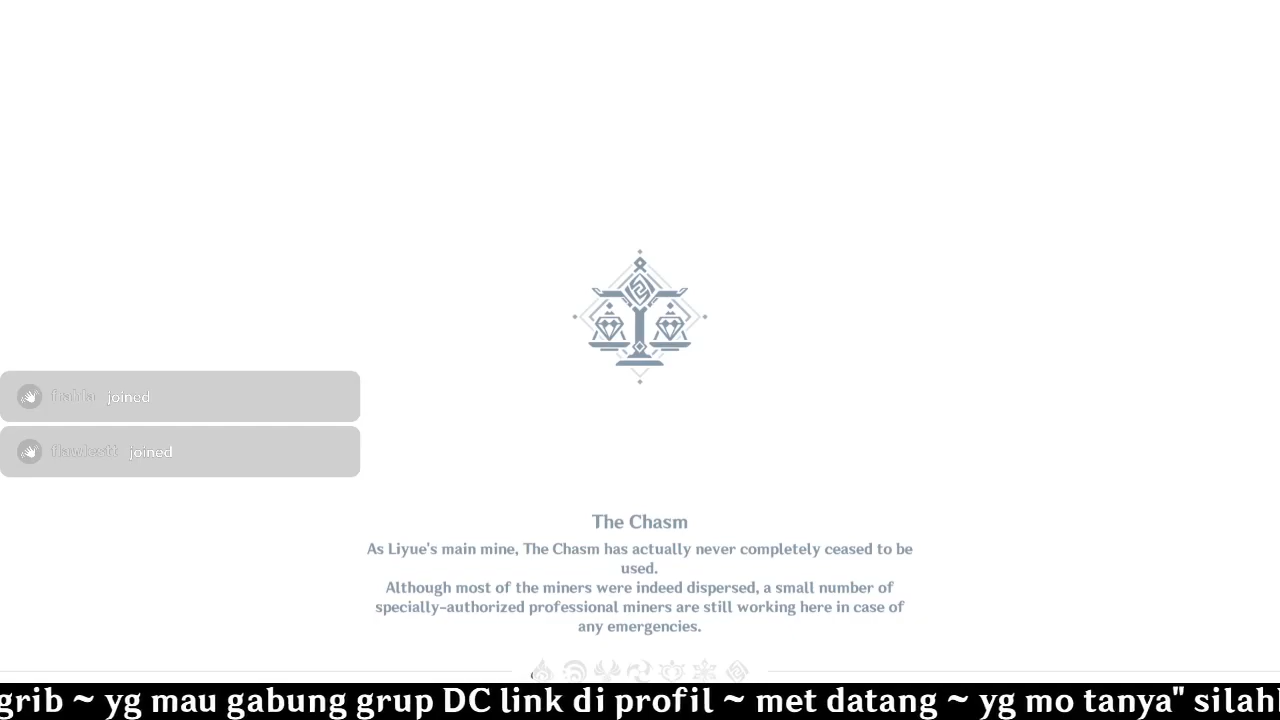 joined
flawlestt joined
The Chasm
As Liyue's main mine, The Chasm has actually never completely ceased to be
used.
Although most of the miners were indeed dispersed, a small number of
specially-authorized professional miners are still working here in case of
any emergencies.
grib ~ yg mau gabung grup DC link di profil ~ met datang ~ yg mo tanya" silahl